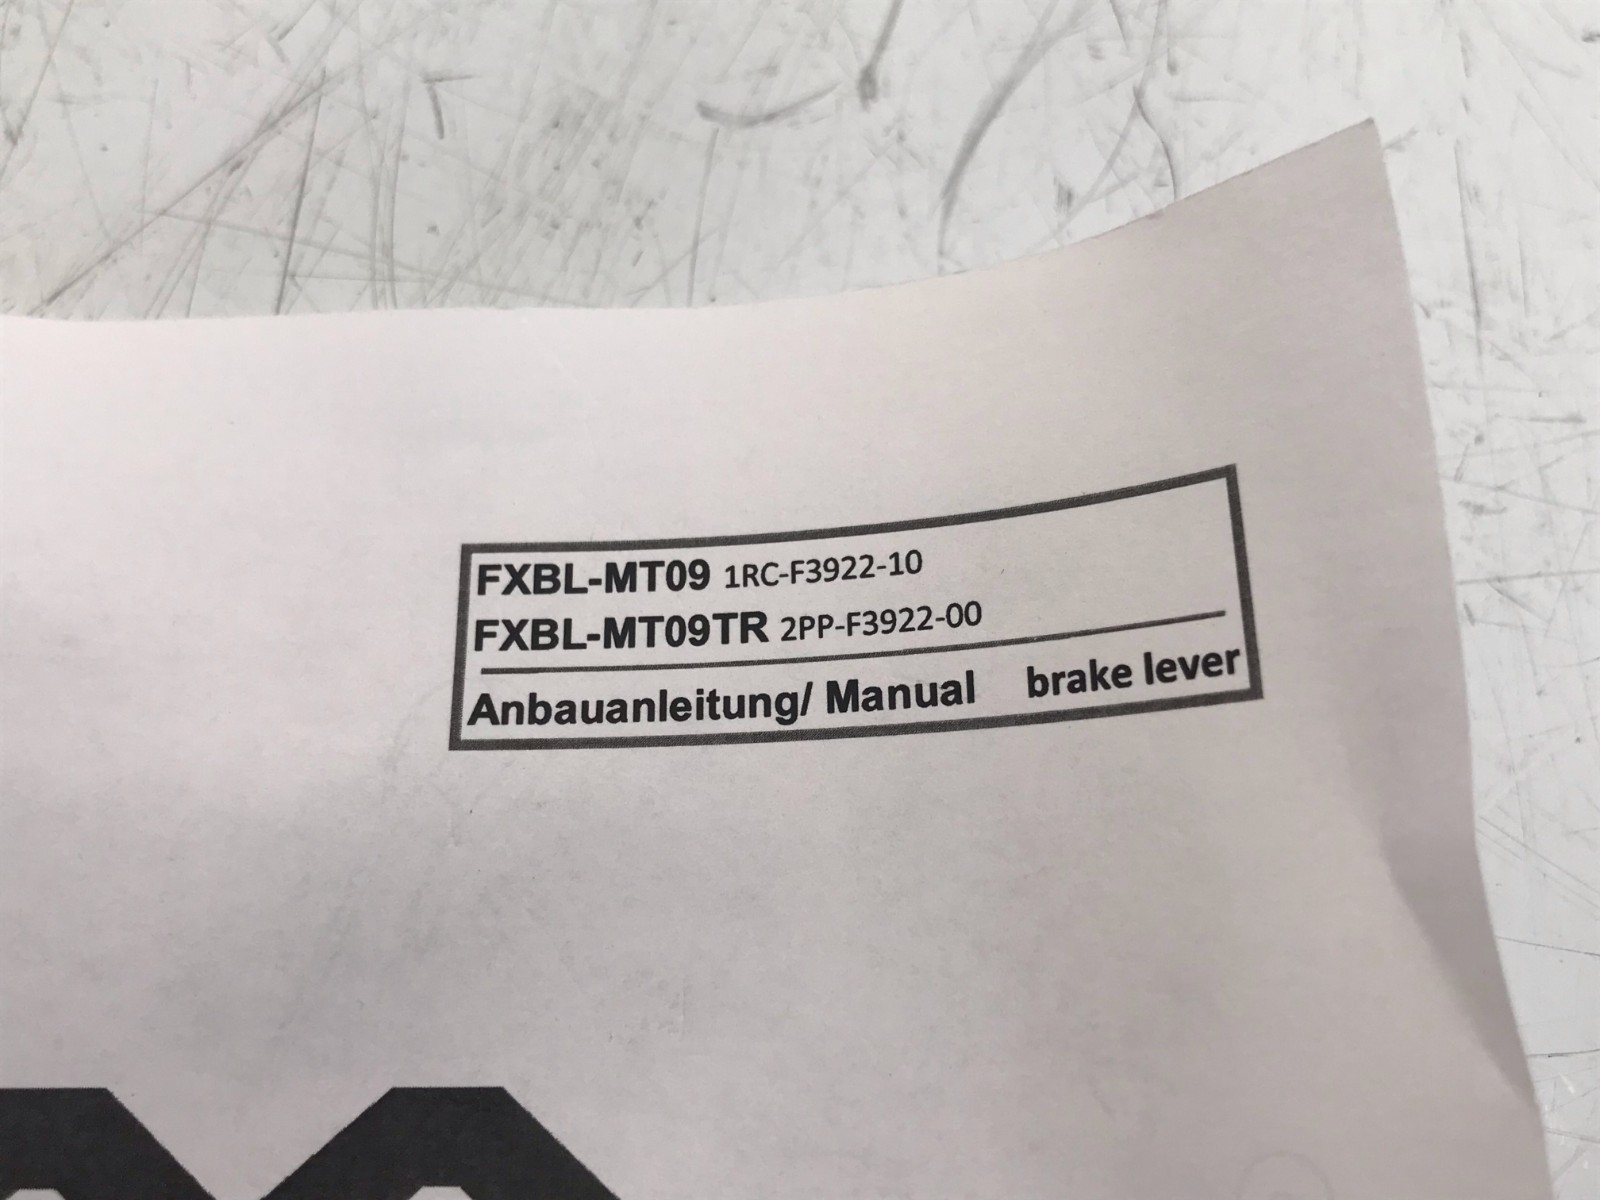 FXBL-MT09 1RC-F3922-10
FXBL-MT09TR 2PP-F3922-00
Anbauanleitung/ Manual brake lever